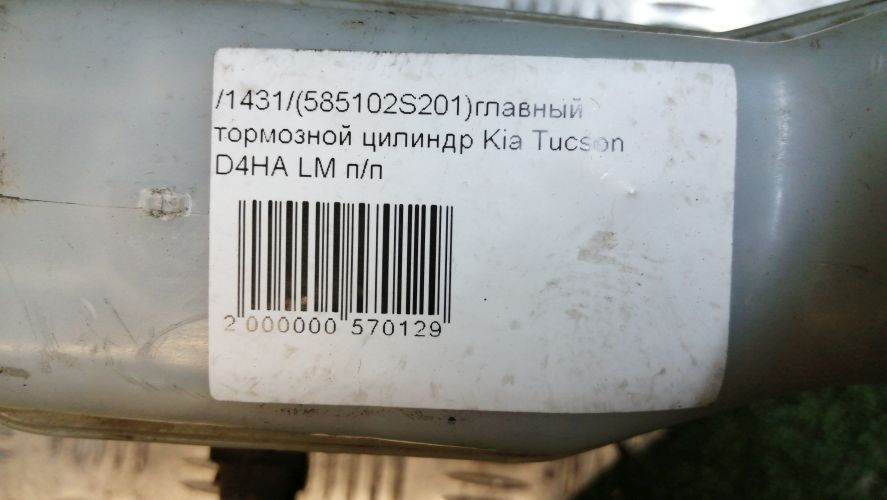 /1431/(585102S201)главный
тормозной цилиндр Kia Tucson
D4HA LM п/п
2 000000 570129